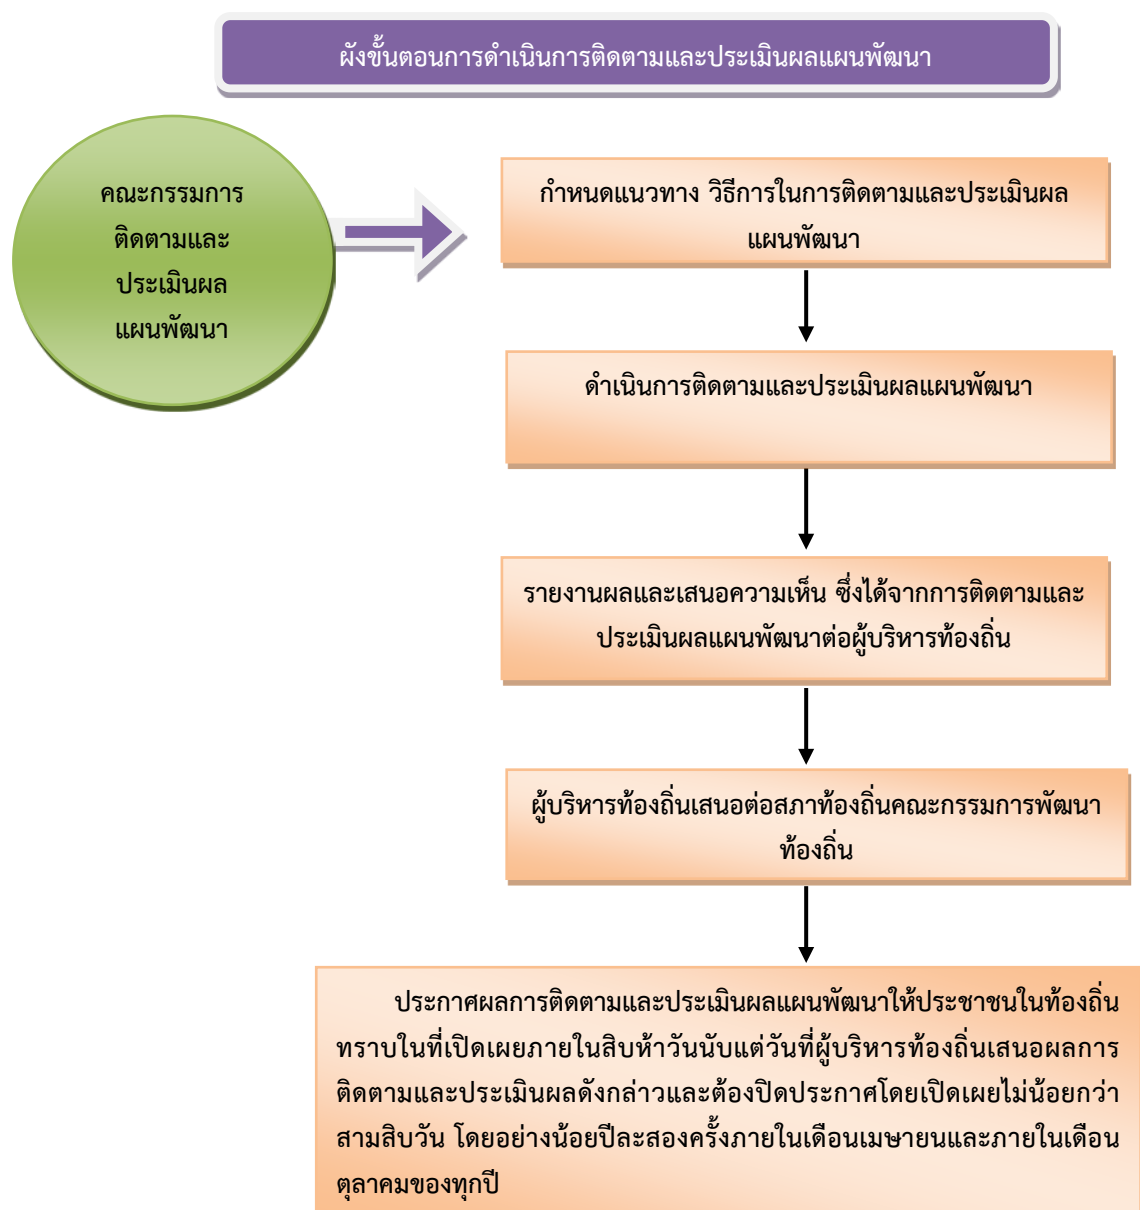 ผังขั้นตอนการดำเนินการติดตามและประเมินผลแผนพัฒนา
คณะกรรมการ
ติดตามและ
ประเมินผล
แผนพัฒนา
กำหนดแนวทาง วิธีการในการติดตามและประเมินผล
แผนพัฒนา
ดำเนินการติดตามและประเมินผลแผนพัฒนา
รายงานผลและเสนอความเห็น ซึ่งได้จากการติดตามและ
ประเมินผลแผนพัฒนาต่อผู้บริหารท้องถิ่น
ผู้บริหารท้องถิ่นเสนอต่อสภาท้องถิ่นคณะกรรมการพัฒนา
ท้องถิ่น
ประกาศผลการติดตามและประเมินผลแผนพัฒนาให้ประชาชนในท้องถิ่น
ทราบในที่เปิดเผยภายในสิบห้าวันนับแต่วันที่ผู้บริหารท้องถิ่นเสนอผลการ
ติดตามและประเมินผลดังกล่าวและต้องปิดประกาศโดยเปิดเผยไม่น้อยกว่า
สามสิบวัน โดยอย่างน้อยปีละสองครั้งภายในเดือนเมษายนและภายในเดือน
ตุลาคมของทุกปี